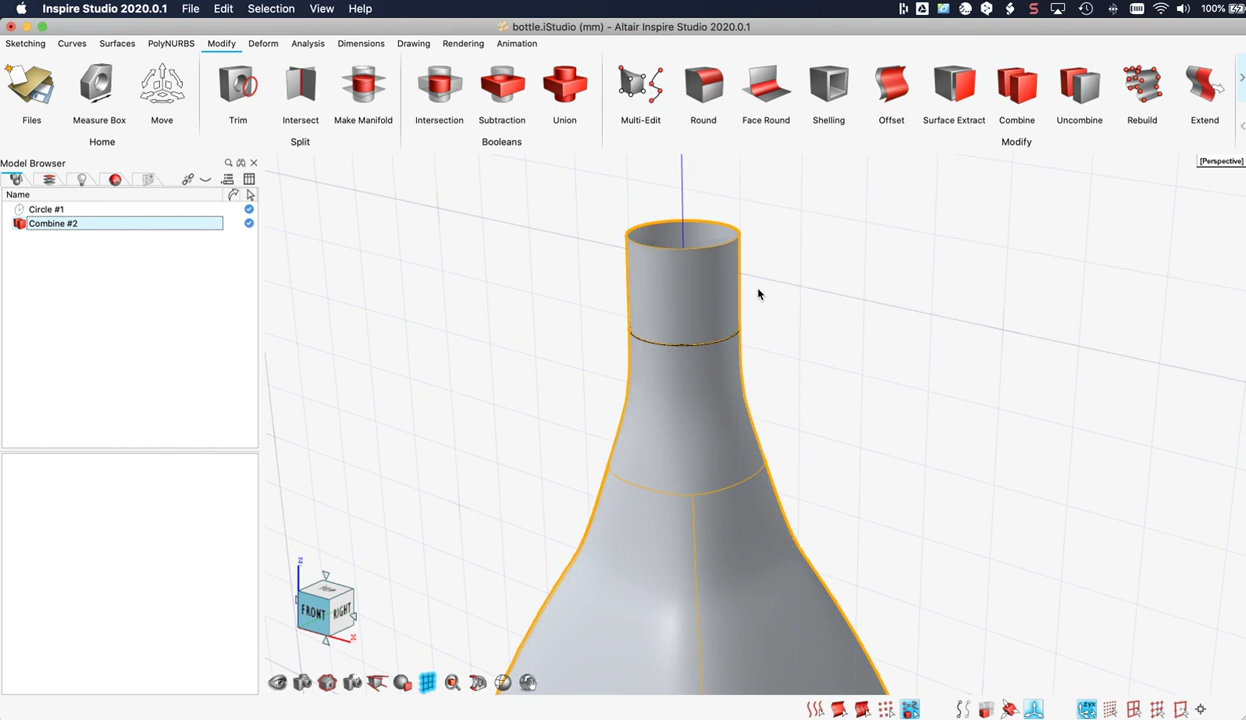 Inspire Studio 2020.0.1 File Edit Selection View Help 100%
bottle.iStudio (mm) - Altair Inspire Studio 2020.0.1
Sketching Curves Surfaces PolyNURBS Modify Deform Analysis Dimensions Drawing Rendering Animation
Files Measure Box Move Trim Intersect Make Manifold Intersection Subtraction Union Multi-Edit Round Face Round Shelling Offset Surface Extract Combine Uncombine Rebuild Extend
Home Split Booleans Modify
Model Browser
[Perspective]
Name
Circle #1
Combine #2
z
FRONT RIGHT
x